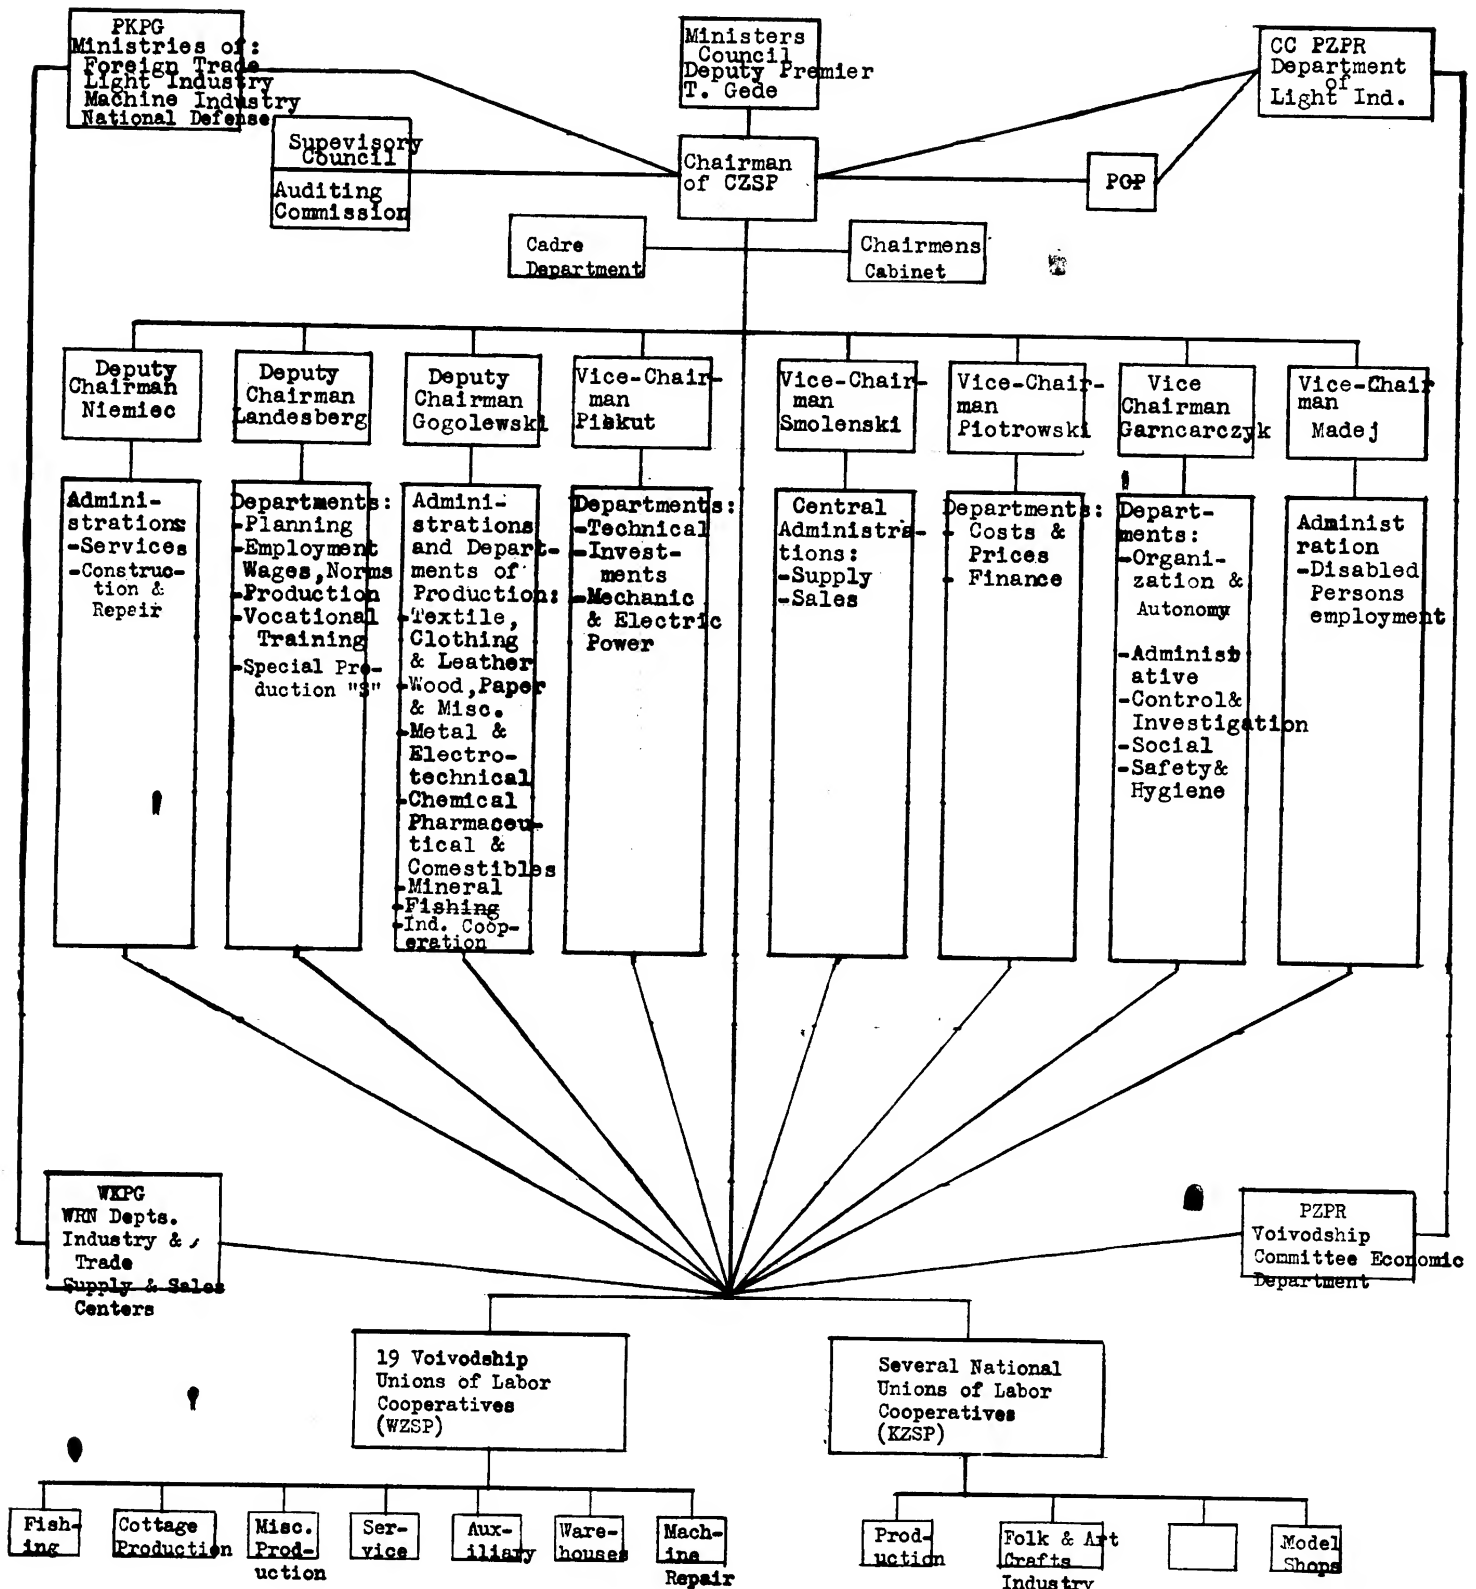 PKPG
Ministries of:
Foreign Trade
Light Industry
Machine Industry
National Defense
Ministers
Council
Deputy Premier
T. Gede
CC PZPR
Department
of
Light Ind.
Supevisory
Council
Auditing
Commission
Chairman
of CZSP
POP
Cadre
Department
Chairmens
Cabinet
Deputy
Chairman
Niemiec
Deputy
Chairman
Landesberg
Deputy
Chairman
Gogolewski
Vice-Chair-
man
Piskut
Vice-Chair-
man
Smolenski
Vice-Chair-
man
Piotrowski
Vice
Chairman
Garncarczyk
Vice-Chair
man
Madej
Admini-
strations
-Services
-Construc-
tion &
Repair
Departments:
-Planning
-Employment
Wages,Norms
-Production
-Vocational
Training
-Special Pro-
duction "S"
Admini-
strations
and Depart-
ments of
Production:
-Textile,
Clothing
& Leather
-Wood,Paper
& Misc.
-Metal &
Electro-
technical
-Chemical
Pharmaceu-
tical &
Comestibles
-Mineral
-Fishing
-Ind. Coop-
eration
Departments:
-Technical
-Invest-
ments
-Mechanic
& Electric
Power
Central
Administra-
tions:
-Supply
-Sales
Departments:
- Costs &
Prices
- Finance
Depart-
ments:
-Organi-
zation &
Autonomy
-Administ
ative
-Control&
Investigation
-Social
-Safety&
Hygiene
Administ
ration
-Disabled
Persons
employment
WKPG
WRN Depts.
Industry &
Trade
Supply & Sales
Centers
PZPR
Voivodship
Committee Economic
Department
19 Voivodship
Unions of Labor
Cooperatives
(WZSP)
Several National
Unions of Labor
Cooperatives
(KZSP)
Fish-
ing
Cottage
Production
Misc.
Prod-
uction
Ser-
vice
Aux-
iliary
Ware-
houses
Mach-
ine
Repair
Prod-
uction
Folk & Art
Crafts
Industry
Model
Shops